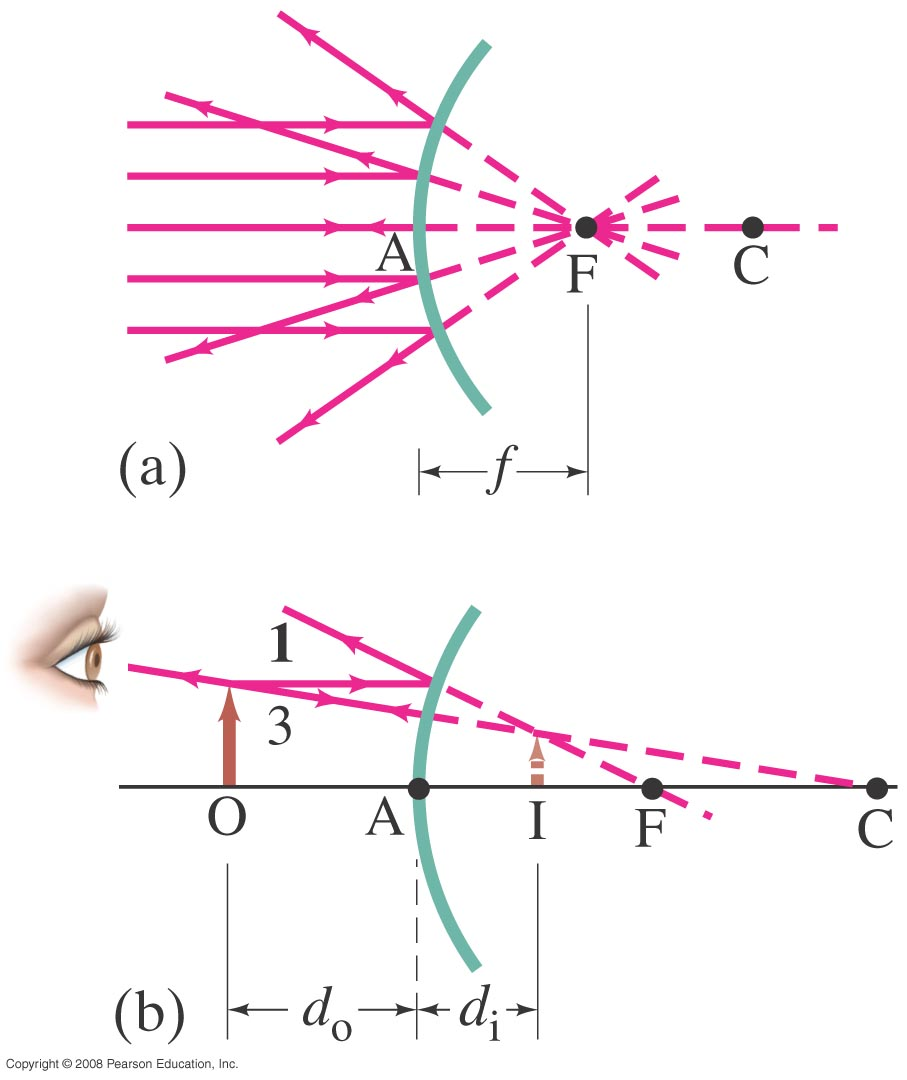 A
F
C
(a)
f
1
3
O
A
I
F
C
(b)
dₒ
dᵢ
Copyright © 2008 Pearson Education, Inc.